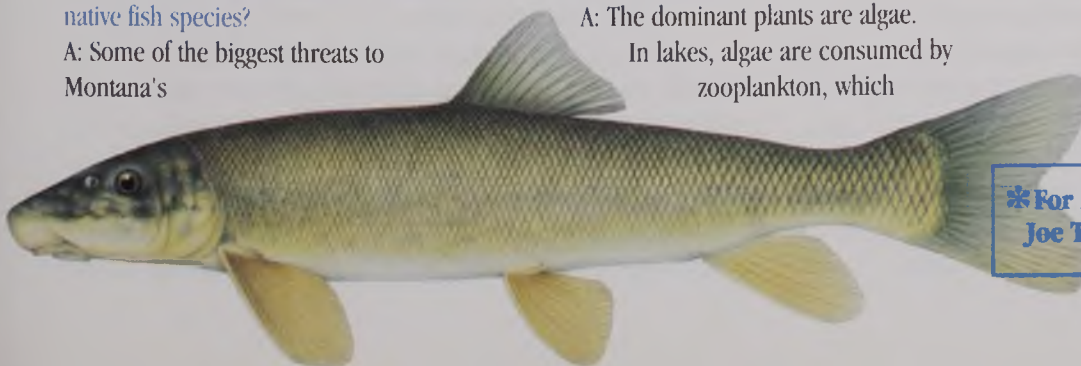 native fish species?
A: Some of the biggest threats to
Montana's
A: The dominant plants are algae.
In lakes, algae are consumed by
zooplankton, which
*For
Joe T